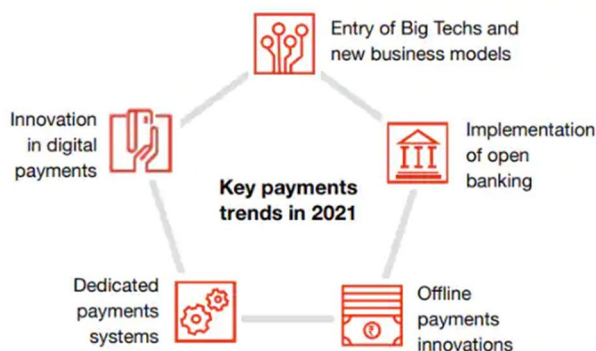 Entry of Big Techs and
new business models
Innovation
in digital
payments
Implementation
of open
banking
Key payments
trends in 2021
Dedicated
payments
systems
Offline
payments
innovations
₹